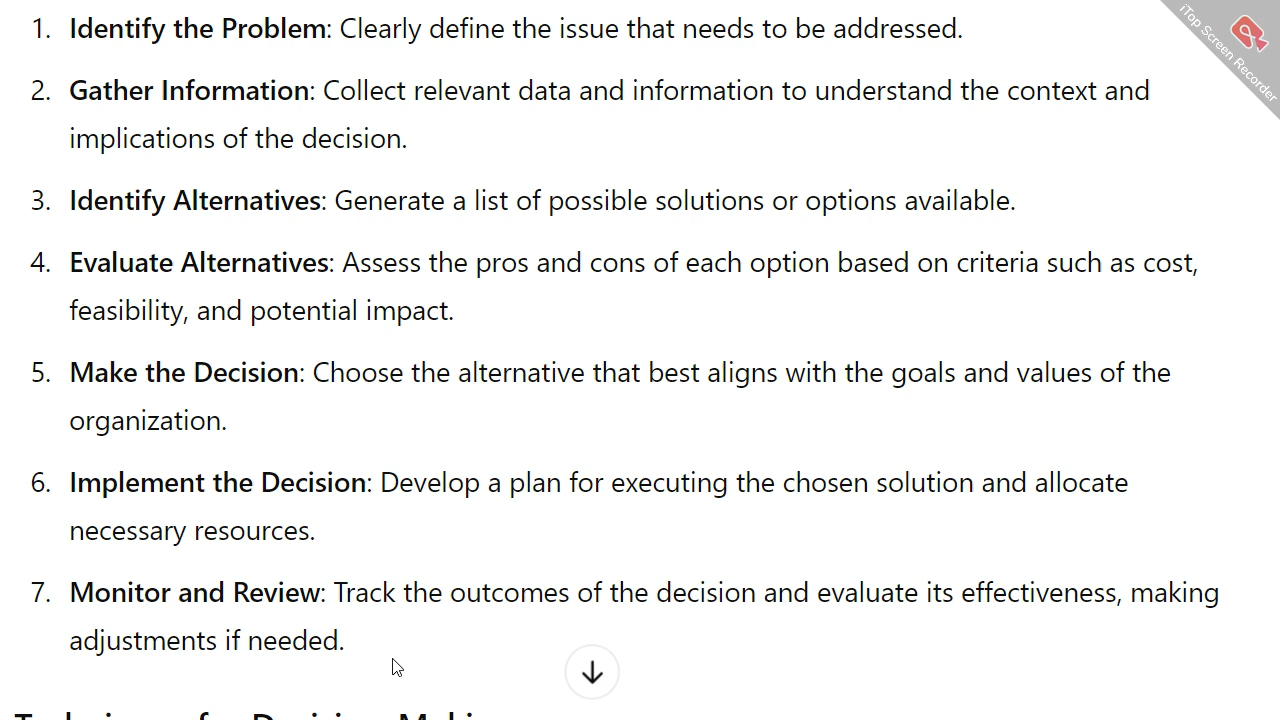 1. Identify the Problem: Clearly define the issue that needs to be addressed.
2. Gather Information: Collect relevant data and information to understand the context and
implications of the decision.
3. Identify Alternatives: Generate a list of possible solutions or options available.
4. Evaluate Alternatives: Assess the pros and cons of each option based on criteria such as cost,
feasibility, and potential impact.
5. Make the Decision: Choose the alternative that best aligns with the goals and values of the
organization.
6. Implement the Decision: Develop a plan for executing the chosen solution and allocate
necessary resources.
7. Monitor and Review: Track the outcomes of the decision and evaluate its effectiveness, making
adjustments if needed.
iTop Screen Recorder